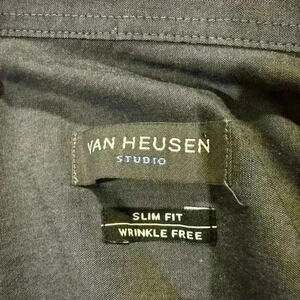 VAN HEUSEN
STUDIO
SLIM FIT
WRINKLE FREE